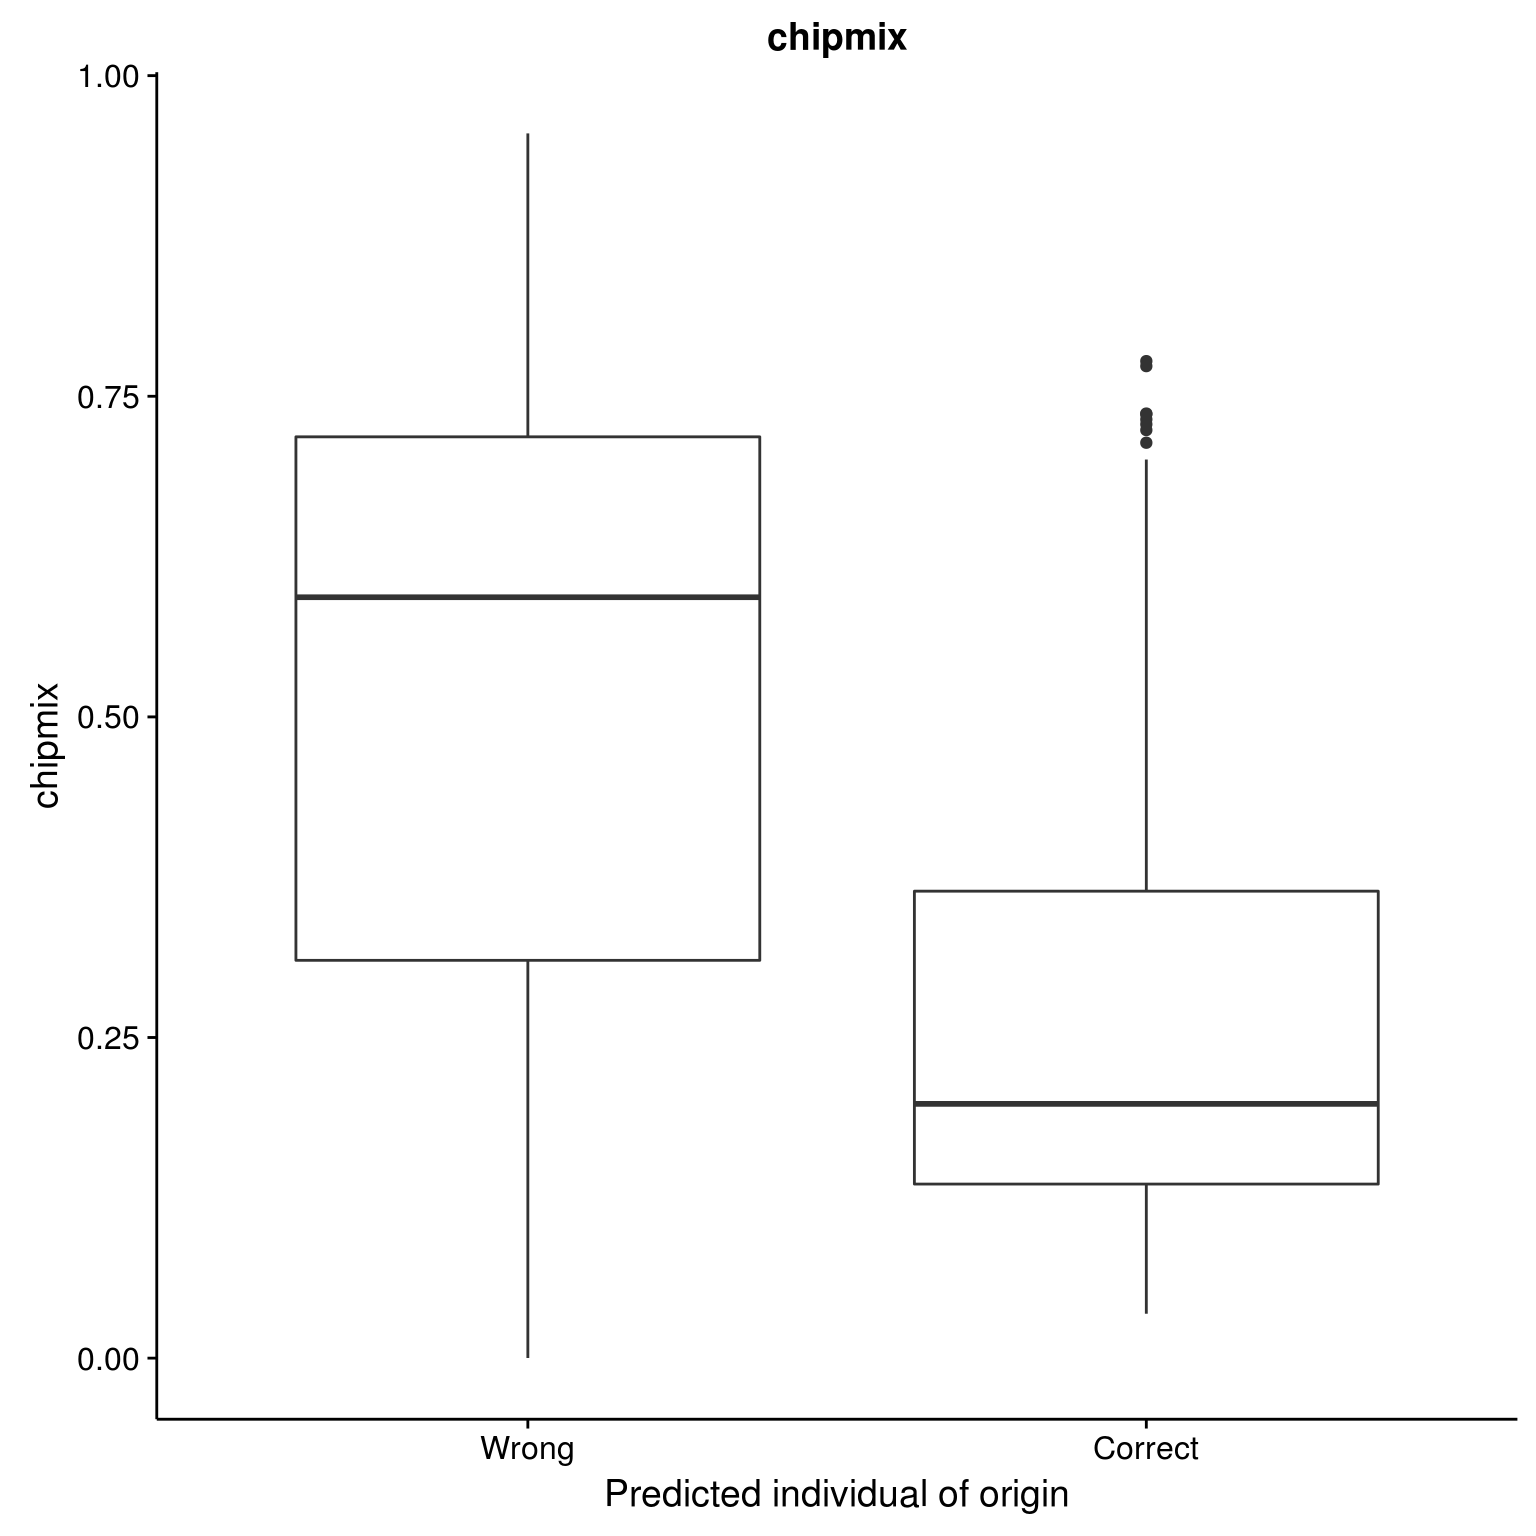 chipmix
1.00
0.75
0.50
0.25
0.00
chipmix
Wrong
Correct
Predicted individual of origin